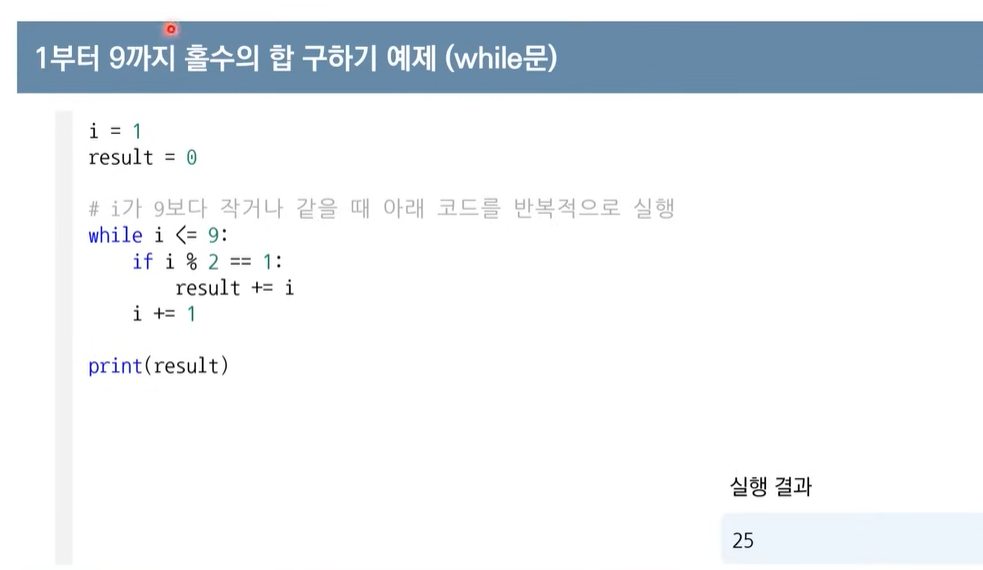 1부터 9까지 홀수의 합 구하기 예제 (while문)
i = 1
result = 0
# i가 9보다 작거나 같을 때 아래 코드를 반복적으로 실행
while i <= 9:
    if i % 2 == 1:
        result += i
    i += 1
print(result)
실행 결과
25